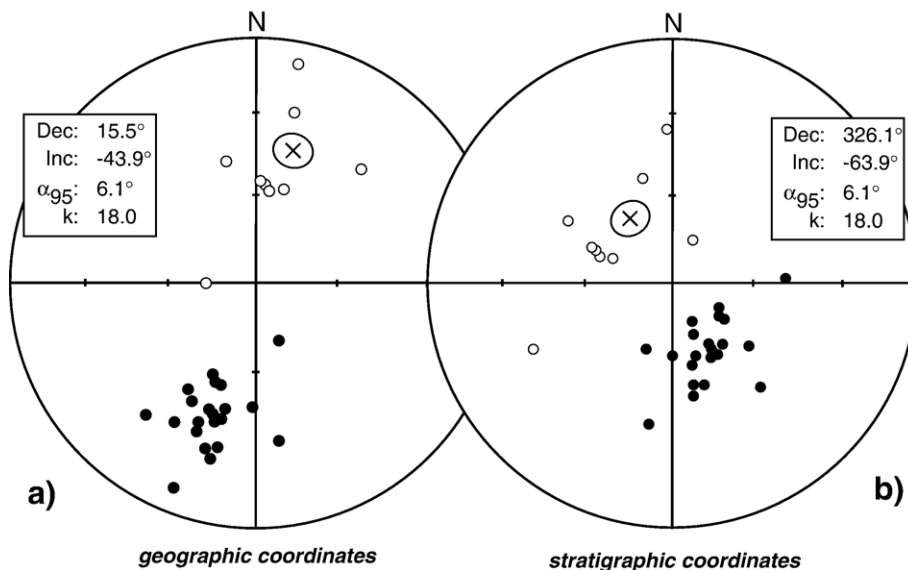 N
N
Dec: 15.5°
Inc: -43.9°
α95: 6.1°
k: 18.0
Dec: 326.1°
Inc: -63.9°
α95: 6.1°
k: 18.0
a)
b)
geographic coordinates
stratigraphic coordinates